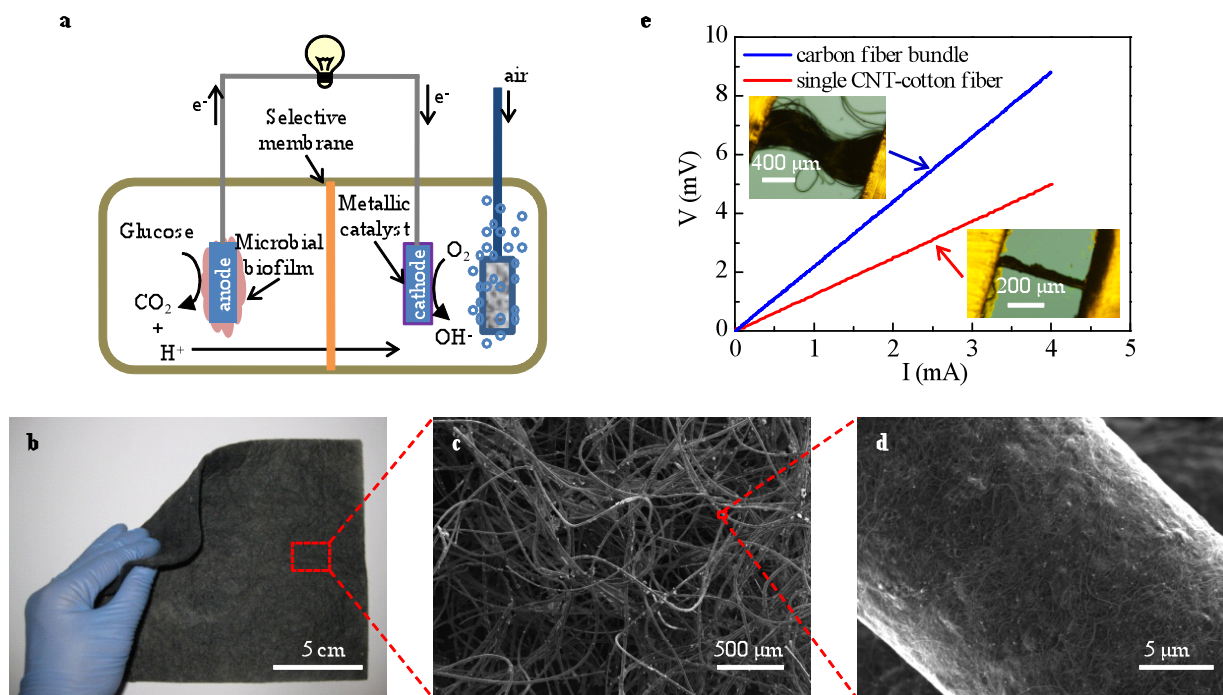 a
e-
e-
air
Selective
membrane
Metallic
catalyst
Glucose
Microbial
biofilm
anode
cathode
O₂
CO₂
+
H⁺
OH-
e
10
8
6
4
2
0
V (mV)
carbon fiber bundle
single CNT-cotton fiber
400 μm
200 μm
0
1
2
3
4
5
I (mA)
b
5 cm
c
500 μm
d
5 μm